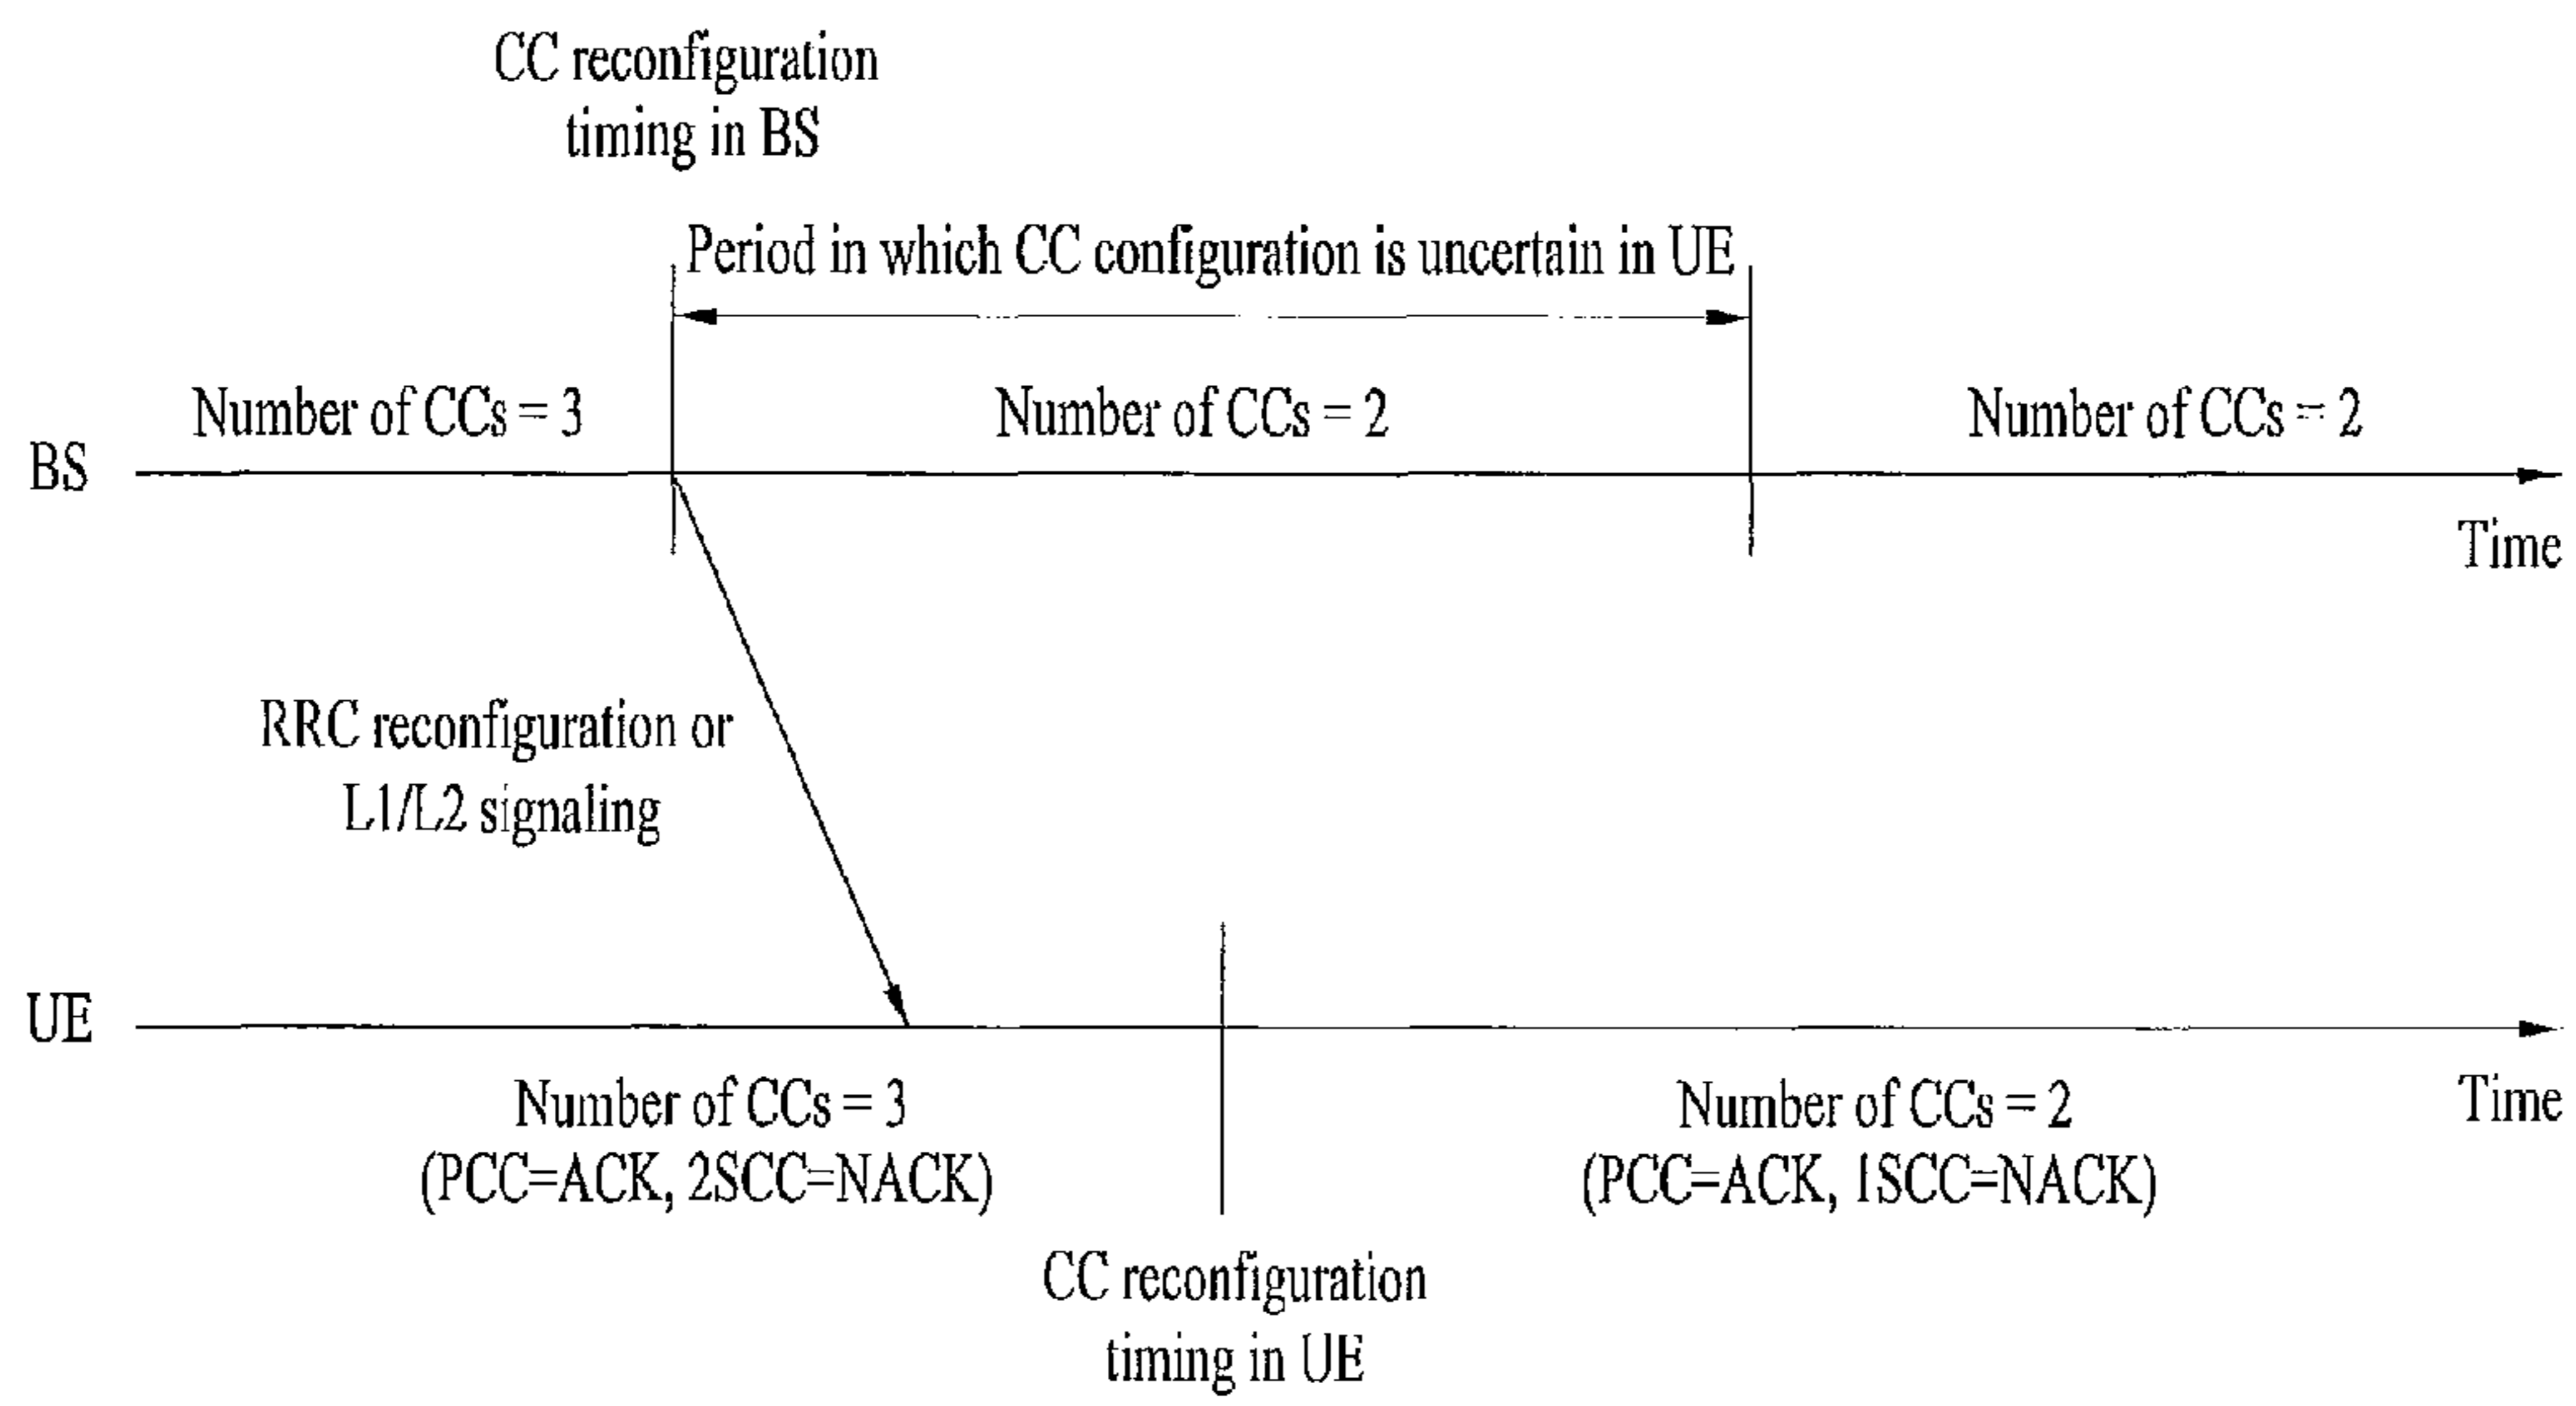 CC reconfiguration
timing in BS
Period in which CC configuration is uncertain in UE
Number of CCs = 3
Number of CCs = 2
Number of CCs = 2
BS
Time
RRC reconfiguration or
L1/L2 signaling
UE
Number of CCs = 3
(PCC=ACK, 2SCC=NACK)
Number of CCs = 2
(PCC=ACK, 1SCC=NACK)
Time
CC reconfiguration
timing in UE